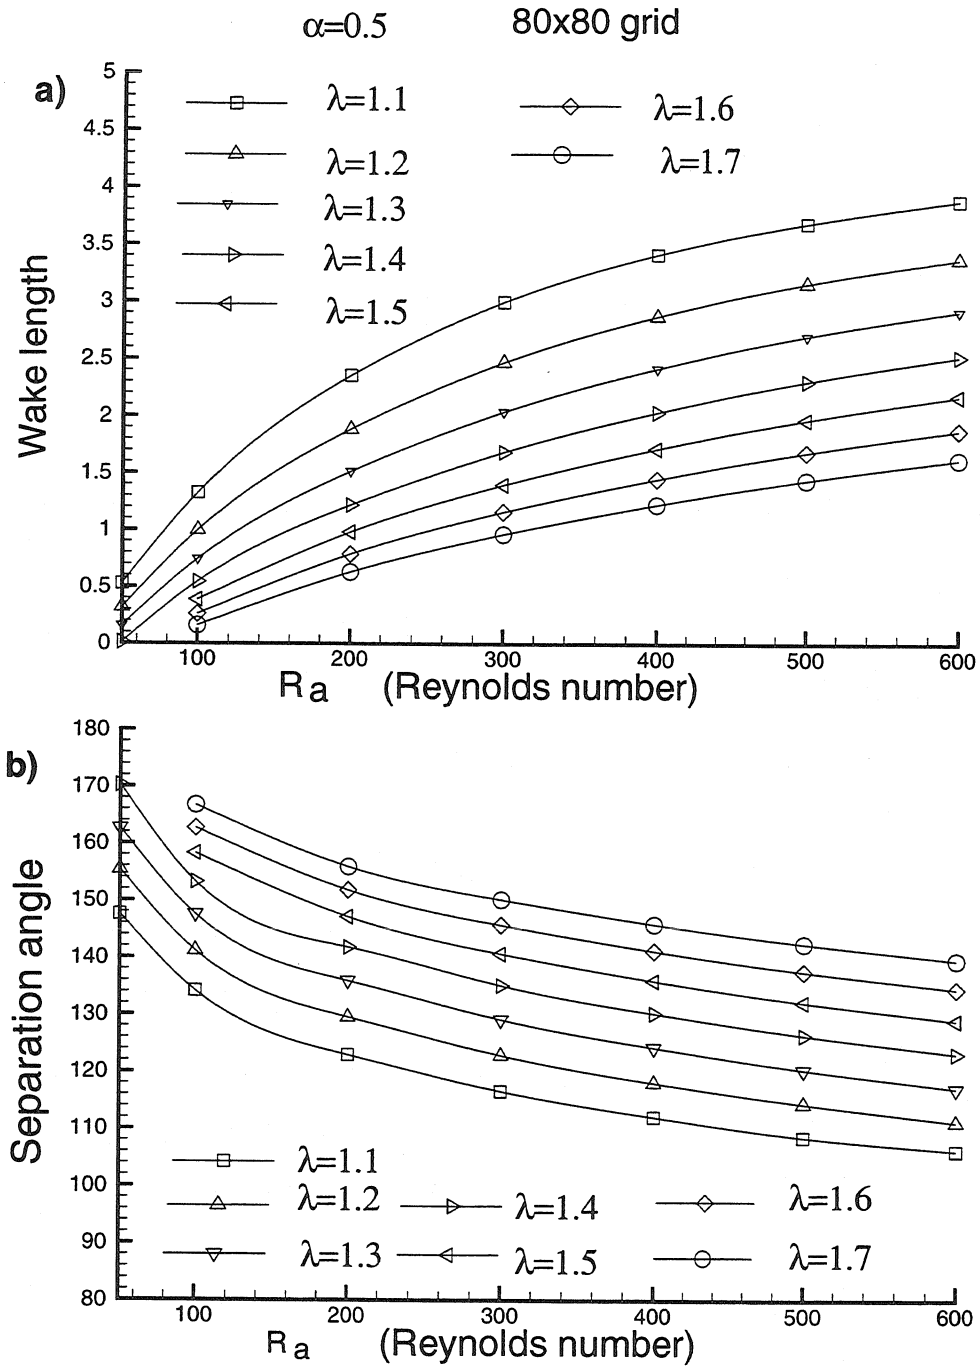 α=0.5 80x80 grid
a)
5
4.5
4
3.5
3
2.5
2
1.5
1
0.5
0
Wake length
λ=1.1
λ=1.2
λ=1.3
λ=1.4
λ=1.5
λ=1.6
λ=1.7
100 200 300 400 500 600
Ra (Reynolds number)
b)
180
170
160
150
140
130
120
110
100
90
80
Separation angle
λ=1.1
λ=1.2
λ=1.3
λ=1.4
λ=1.5
λ=1.6
λ=1.7
100 200 300 400 500 600
Ra (Reynolds number)